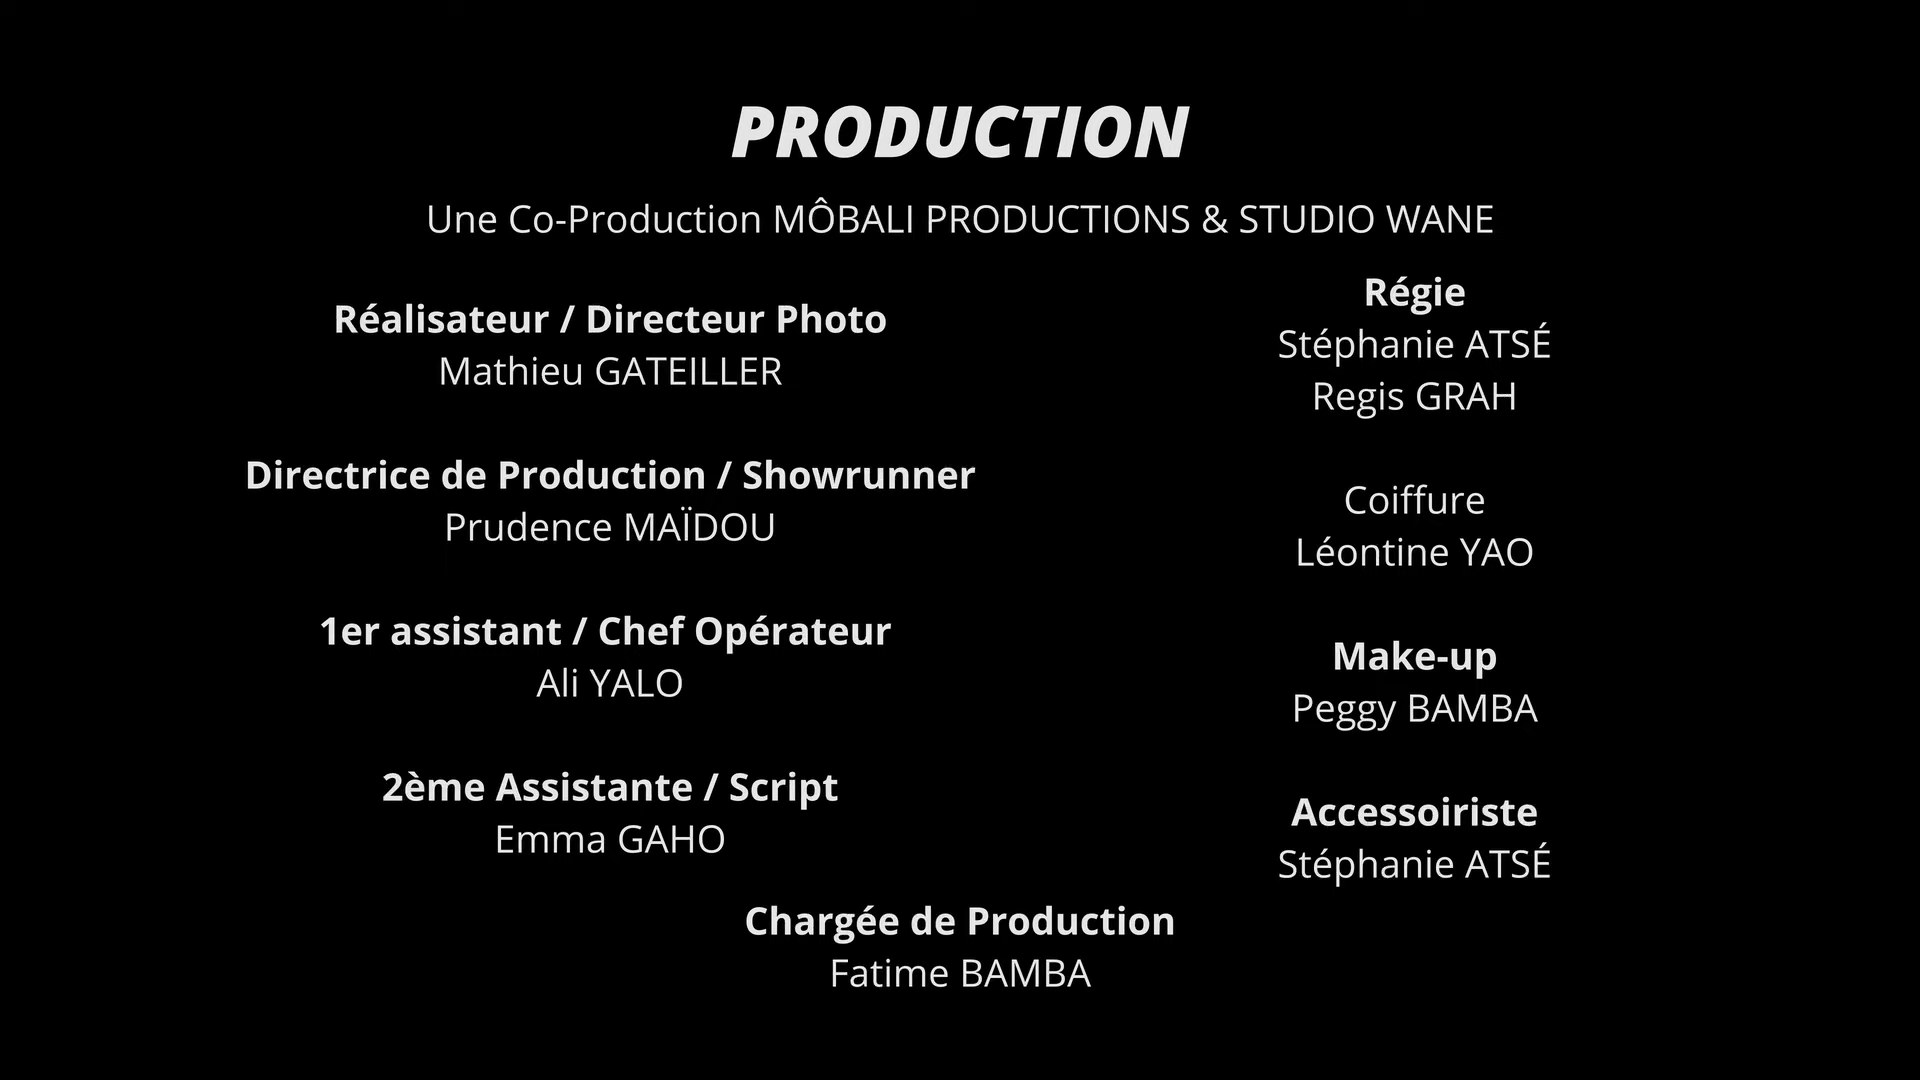 PRODUCTION
Une Co-Production MÔBALI PRODUCTIONS & STUDIO WANE
Réalisateur / Directeur Photo
Mathieu GATEILLER
Directrice de Production / Showrunner
Prudence MAÏDOU
1er assistant / Chef Opérateur
Ali YALO
2ème Assistante / Script
Emma GAHO
Régie
Stéphanie ATSÉ
Regis GRAH
Coiffure
Léontine YAO
Make-up
Peggy BAMBA
Accessoiriste
Stéphanie ATSÉ
Chargée de Production
Fatime BAMBA